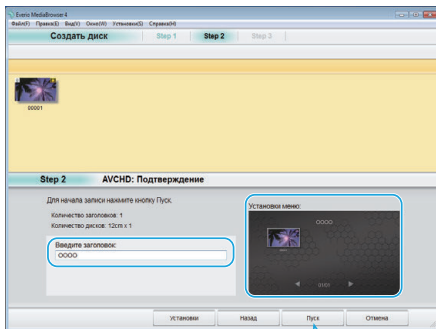 Everio MediaBrowser 4
Файл(F) Правка(E) Вид(V) Окно(W) Установки(S) Справка(H)
Создать диск Step 1 Step 2 Step 3
00001
Step 2 AVCHD: Подтверждение
Для начала записи нажмите кнопку Пуск.
Количество заголовков: 1
Количество дисков: 12cm x 1
Введите заголовок:
OOOO
Установки меню:
OOOO
01/01
Установки Назад Пуск Отмена